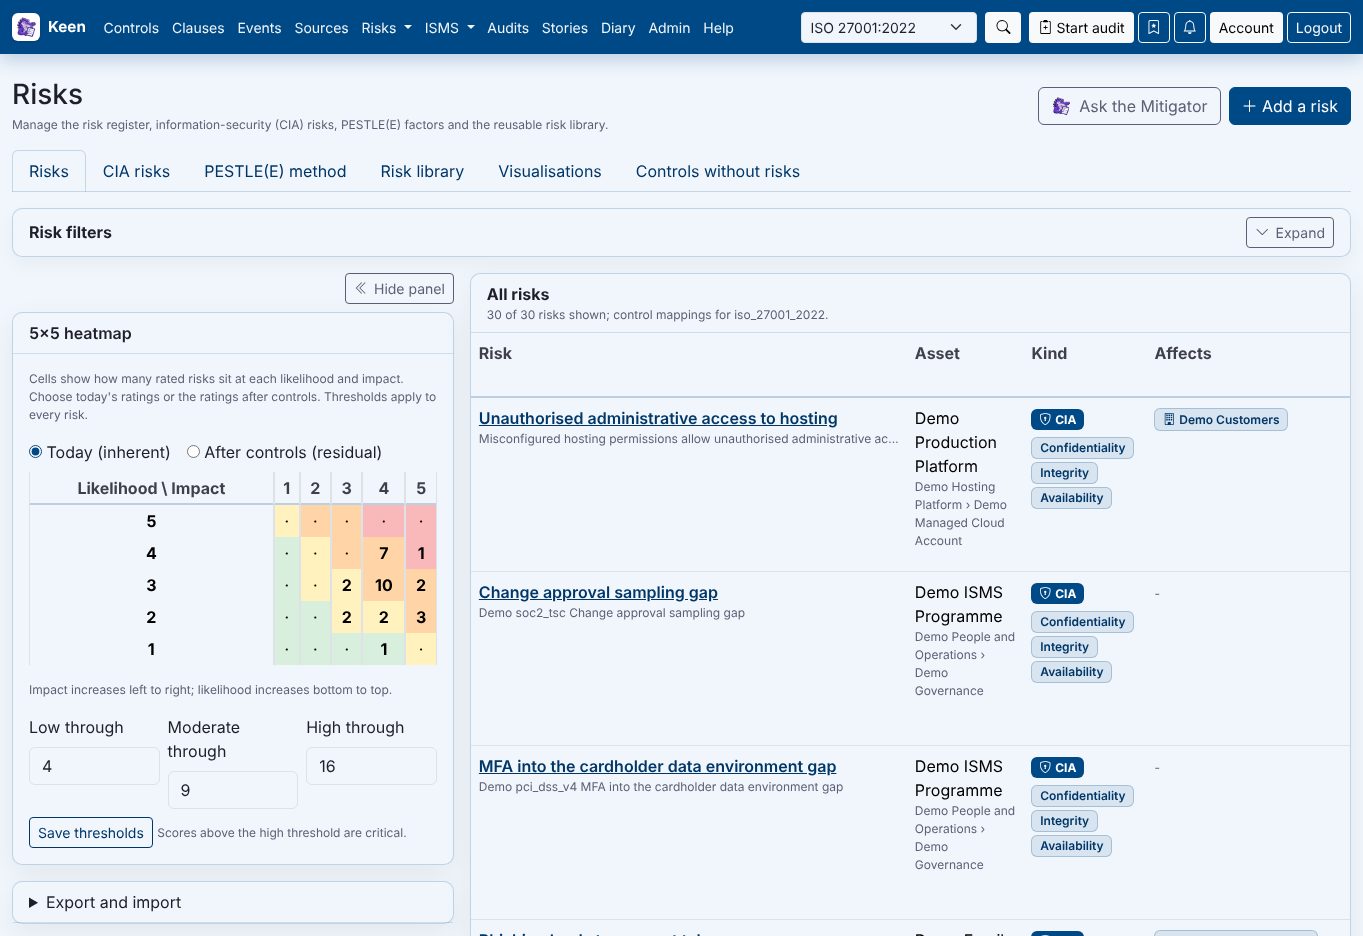 Keen Controls Clauses Events Sources Risks ISMS Audits Stories Diary Admin Help ISO 27001:2022 Start audit Account Logout
Risks
Manage the risk register, information-security (CIA) risks, PESTLE(E) factors and the reusable risk library.
Ask the Mitigator + Add a risk
Risks CIA risks PESTLE(E) method Risk library Visualisations Controls without risks
Risk filters
Expand
Hide panel
5×5 heatmap
Cells show how many rated risks sit at each likelihood and impact.
Choose today's ratings or the ratings after controls. Thresholds apply to
every risk.
Today (inherent) After controls (residual)
Likelihood \ Impact 1 2 3 4 5
5 · · · · ·
4 · · · 7 1
3 · · 2 10 2
2 · · 2 2 3
1 · · · 1 ·
Impact increases left to right; likelihood increases bottom to top.
Low through
4
Moderate
through
9
High through
16
Save thresholds Scores above the high threshold are critical.
Export and import
All risks
30 of 30 risks shown; control mappings for iso_27001_2022.
Risk Asset Kind Affects
Unauthorised administrative access to hosting
Misconfigured hosting permissions allow unauthorised administrative ac...
Demo
Production
Platform
Demo Hosting
Platform › Demo
Managed Cloud
Account
CIA
Confidentiality
Integrity
Availability
Demo Customers
Change approval sampling gap
Demo soc2_tsc Change approval sampling gap
Demo ISMS
Programme
Demo People and
Operations ›
Demo
Governance
CIA
Confidentiality
Integrity
Availability
-
MFA into the cardholder data environment gap
Demo pci_dss_v4 MFA into the cardholder data environment gap
Demo ISMS
Programme
Demo People and
Operations ›
Demo
Governance
CIA
Confidentiality
Integrity
Availability
-